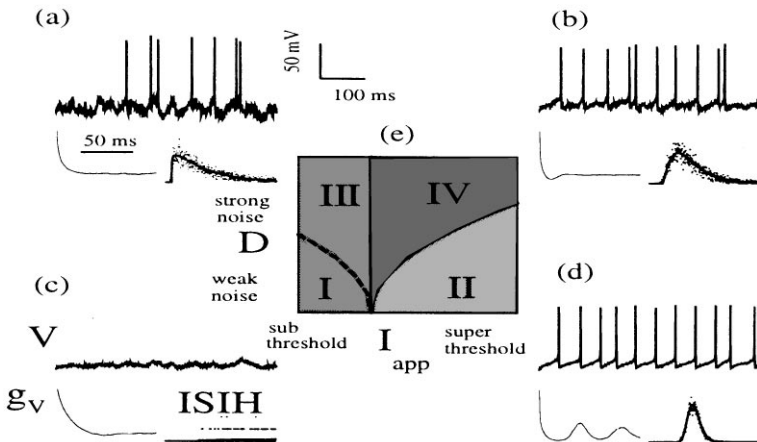 (a)
50 mV
100 ms
(b)
50 ms
(e)
strong
noise
III
IV
D
weak
noise
I
II
(c)
sub
threshold
I
app
super
threshold
(d)
V
g
V
ISIH